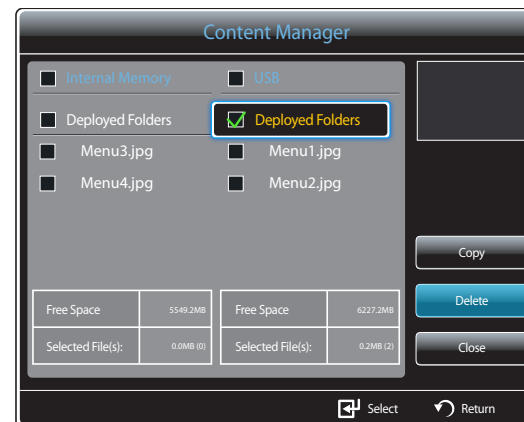 Content Manager
Internal Memory
USB
Deployed Folders
Deployed Folders
Menu3.jpg
Menu1.jpg
Menu4.jpg
Menu2.jpg
Copy
Free Space
5549.2MB
Free Space
6227.2MB
Delete
Selected File(s):
0.0MB (0)
Selected File(s):
0.2MB (2)
Close
Select
Return